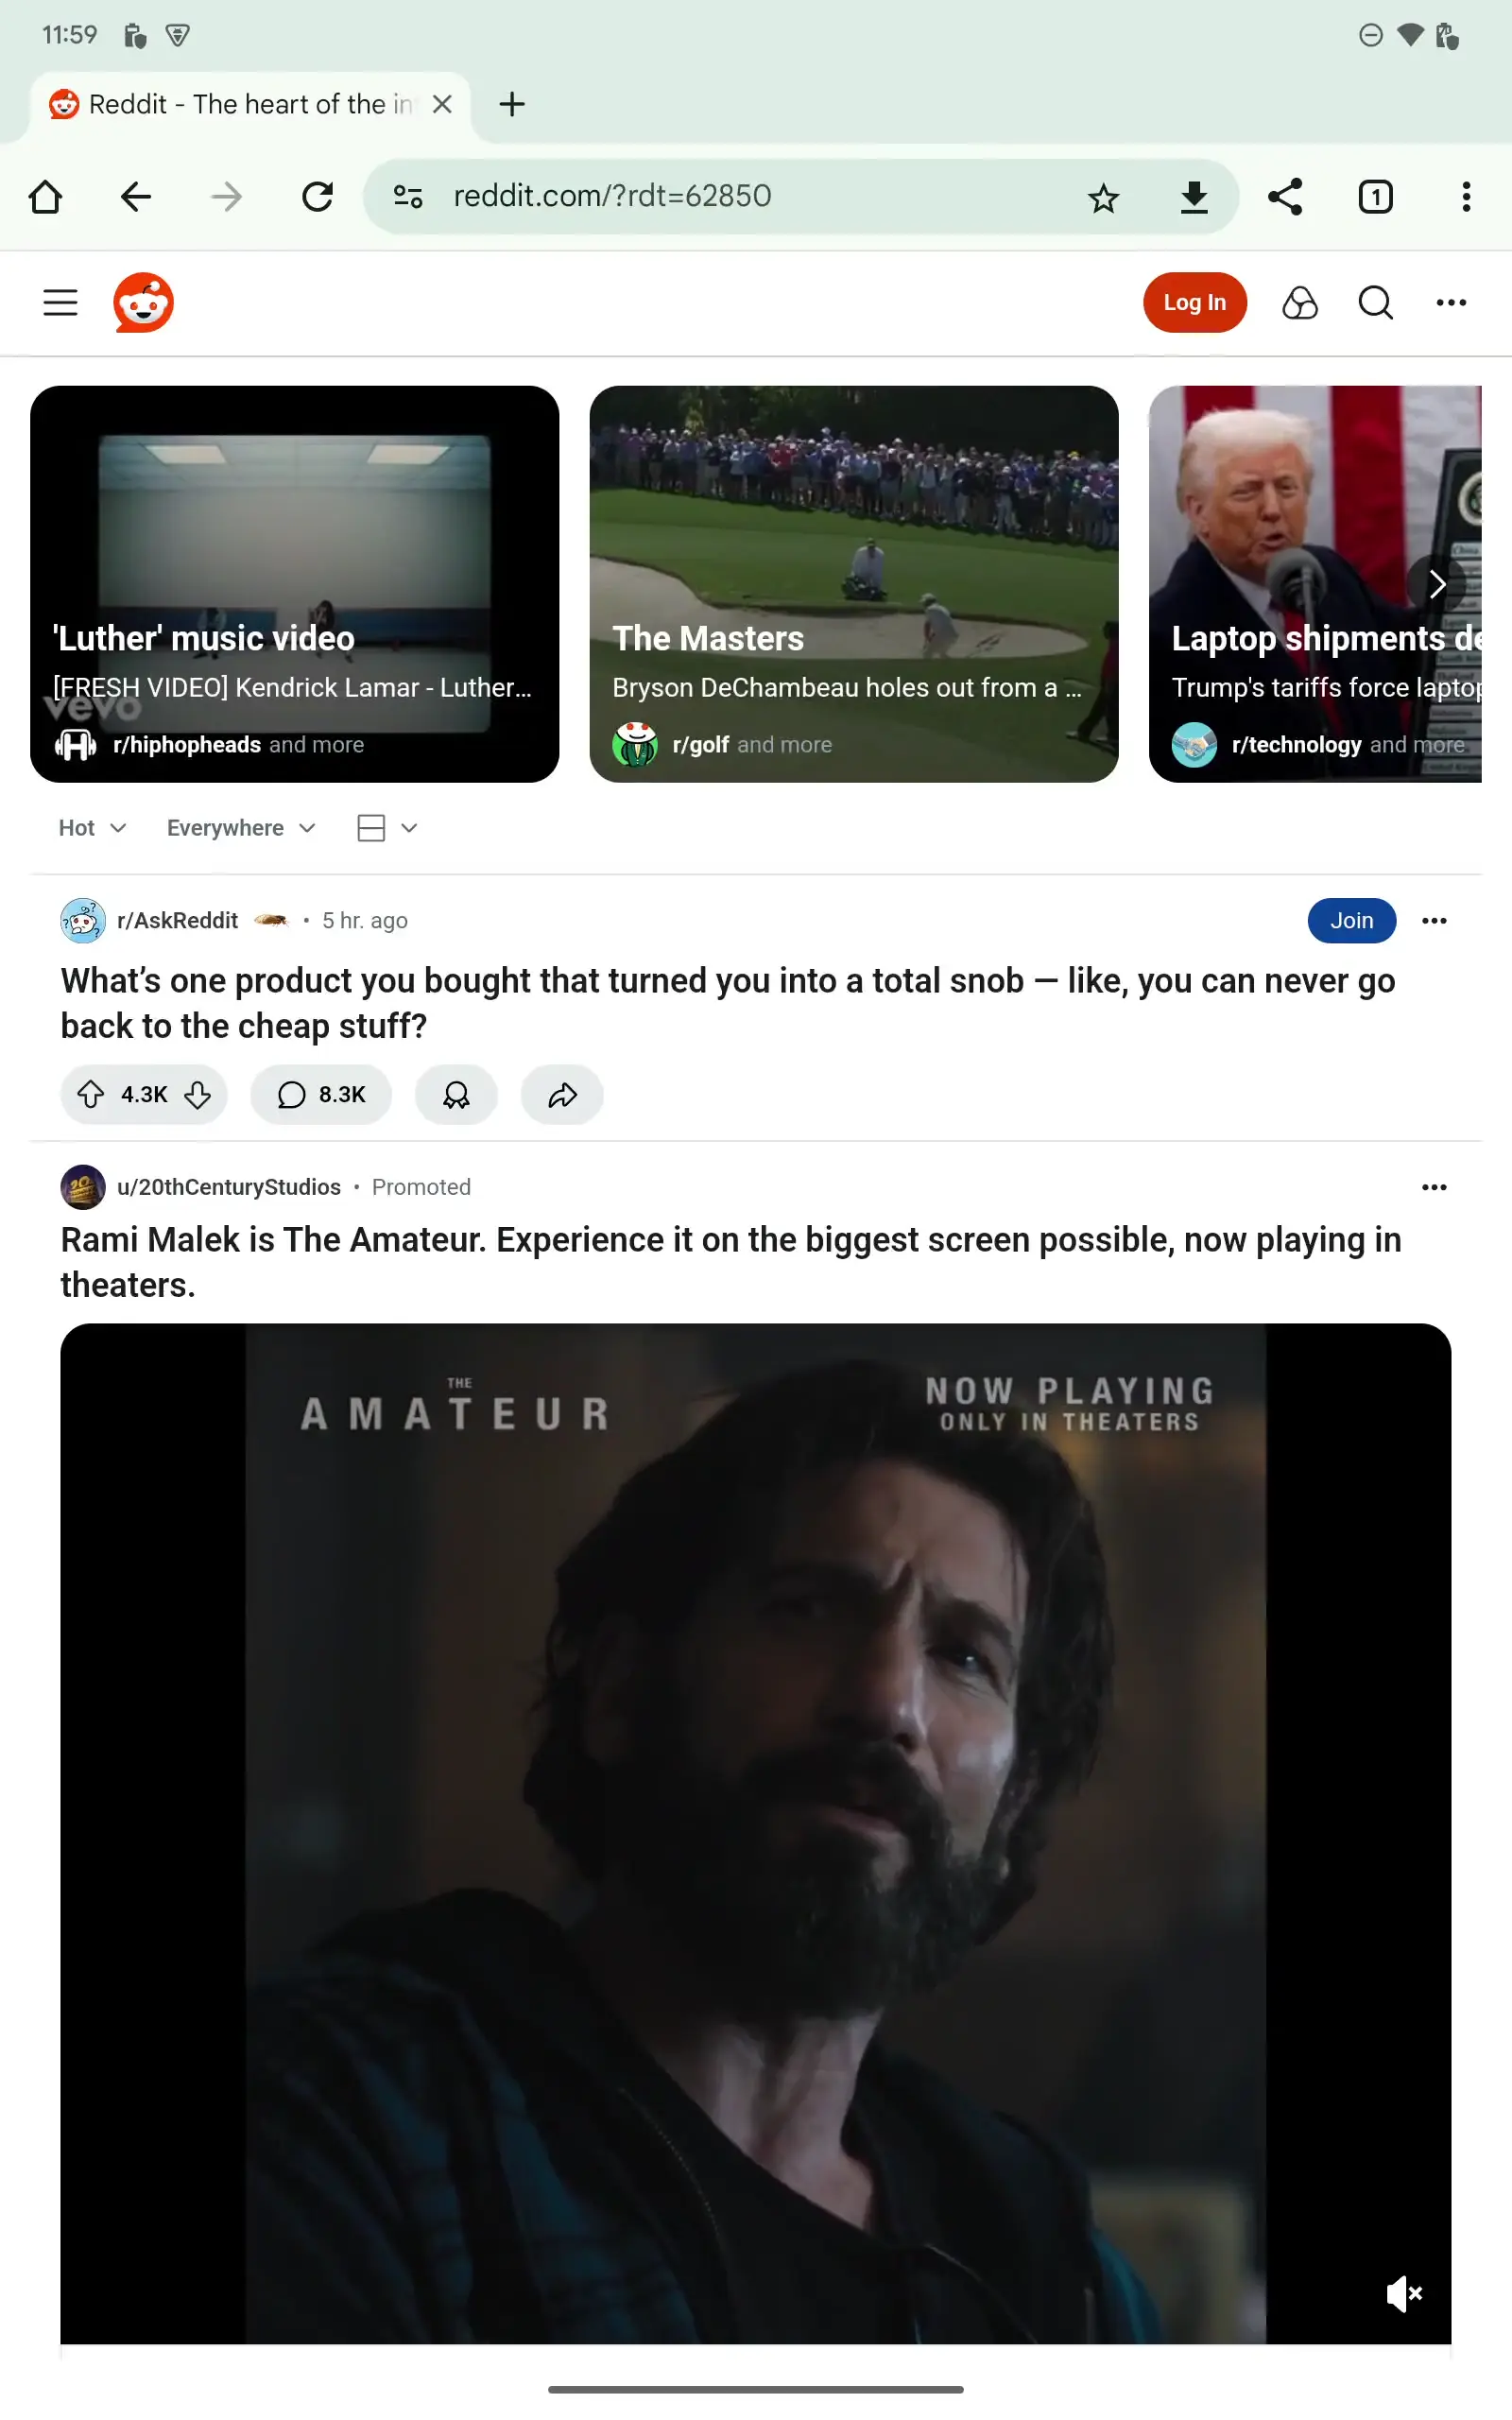 11:59
Reddit - The heart of the in
reddit.com/?rdt=62850
1
Log In
'Luther' music video
[FRESH VIDEO] Kendrick Lamar - Luther...
vevo
r/hiphopheads and more
The Masters
Bryson DeChambeau holes out from a ...
r/golf and more
Laptop shipments de
Trump's tariffs force laptop
r/technology and more
Hot
Everywhere
r/AskReddit • 5 hr. ago
Join
What’s one product you bought that turned you into a total snob — like, you can never go
back to the cheap stuff?
4.3K
8.3K
u/20thCenturyStudios • Promoted
Rami Malek is The Amateur. Experience it on the biggest screen possible, now playing in
theaters.
THE
AMATEUR
NOW PLAYING
ONLY IN THEATERS